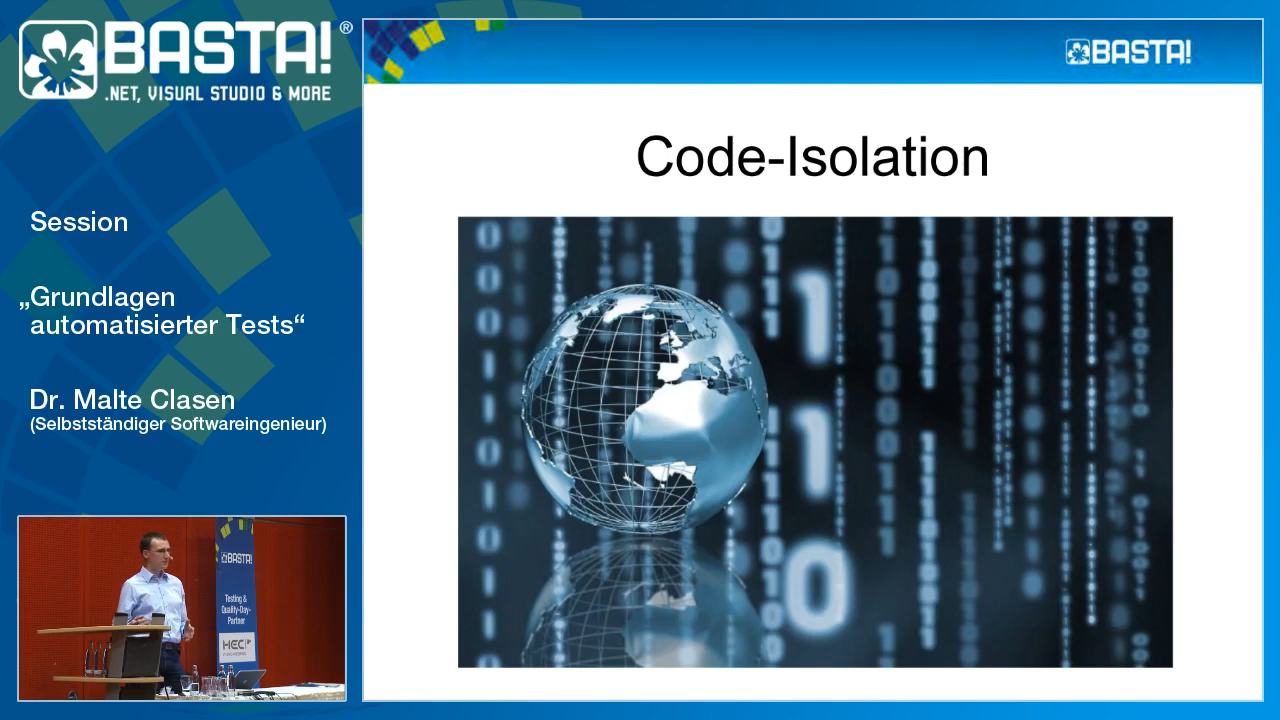 BASTA!®
.NET, VISUAL STUDIO & MORE
Session
„Grundlagen
automatisierter Tests“
Dr. Malte Clasen
(Selbstständiger Softwareingenieur)
BASTA!
Testing &
Quality-Day-
Partner
HEC
BASTA!
Code-Isolation